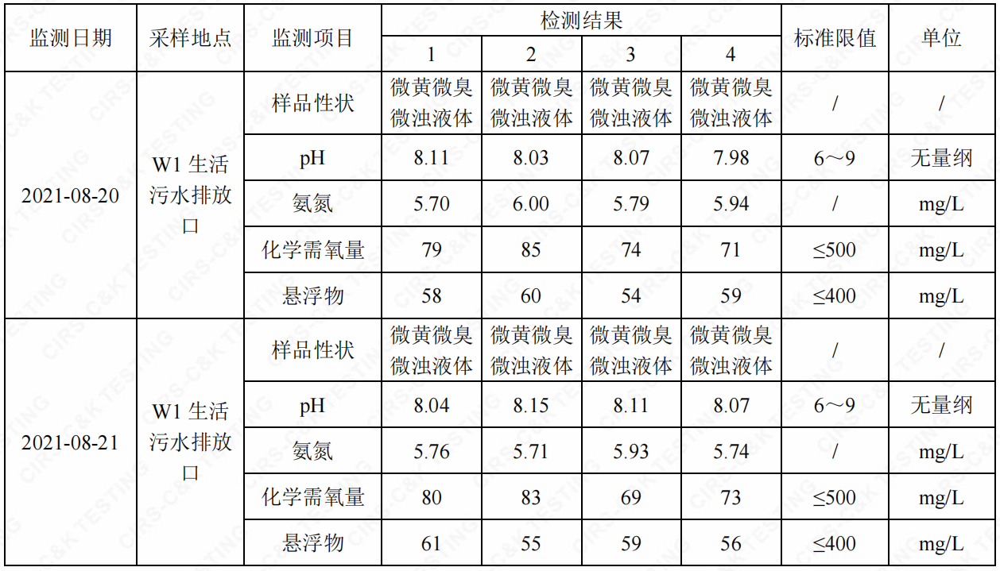 监测日期 采样地点 监测项目 检测结果 标准限值 单位
1 2 3 4
2021-08-20 W1 生活污水排放口 样品性状 微黄微臭微浊液体 微黄微臭微浊液体 微黄微臭微浊液体 微黄微臭微浊液体 / /
pH 8.11 8.03 8.07 7.98 6～9 无量纲
氨氮 5.70 6.00 5.79 5.94 / mg/L
化学需氧量 79 85 74 71 ≤500 mg/L
悬浮物 58 60 54 59 ≤400 mg/L
2021-08-21 W1 生活污水排放口 样品性状 微黄微臭微浊液体 微黄微臭微浊液体 微黄微臭微浊液体 微黄微臭微浊液体 / /
pH 8.04 8.15 8.11 8.07 6～9 无量纲
氨氮 5.76 5.71 5.93 5.74 / mg/L
化学需氧量 80 83 69 73 ≤500 mg/L
悬浮物 61 55 59 56 ≤400 mg/L
CIRS-C&K TESTING